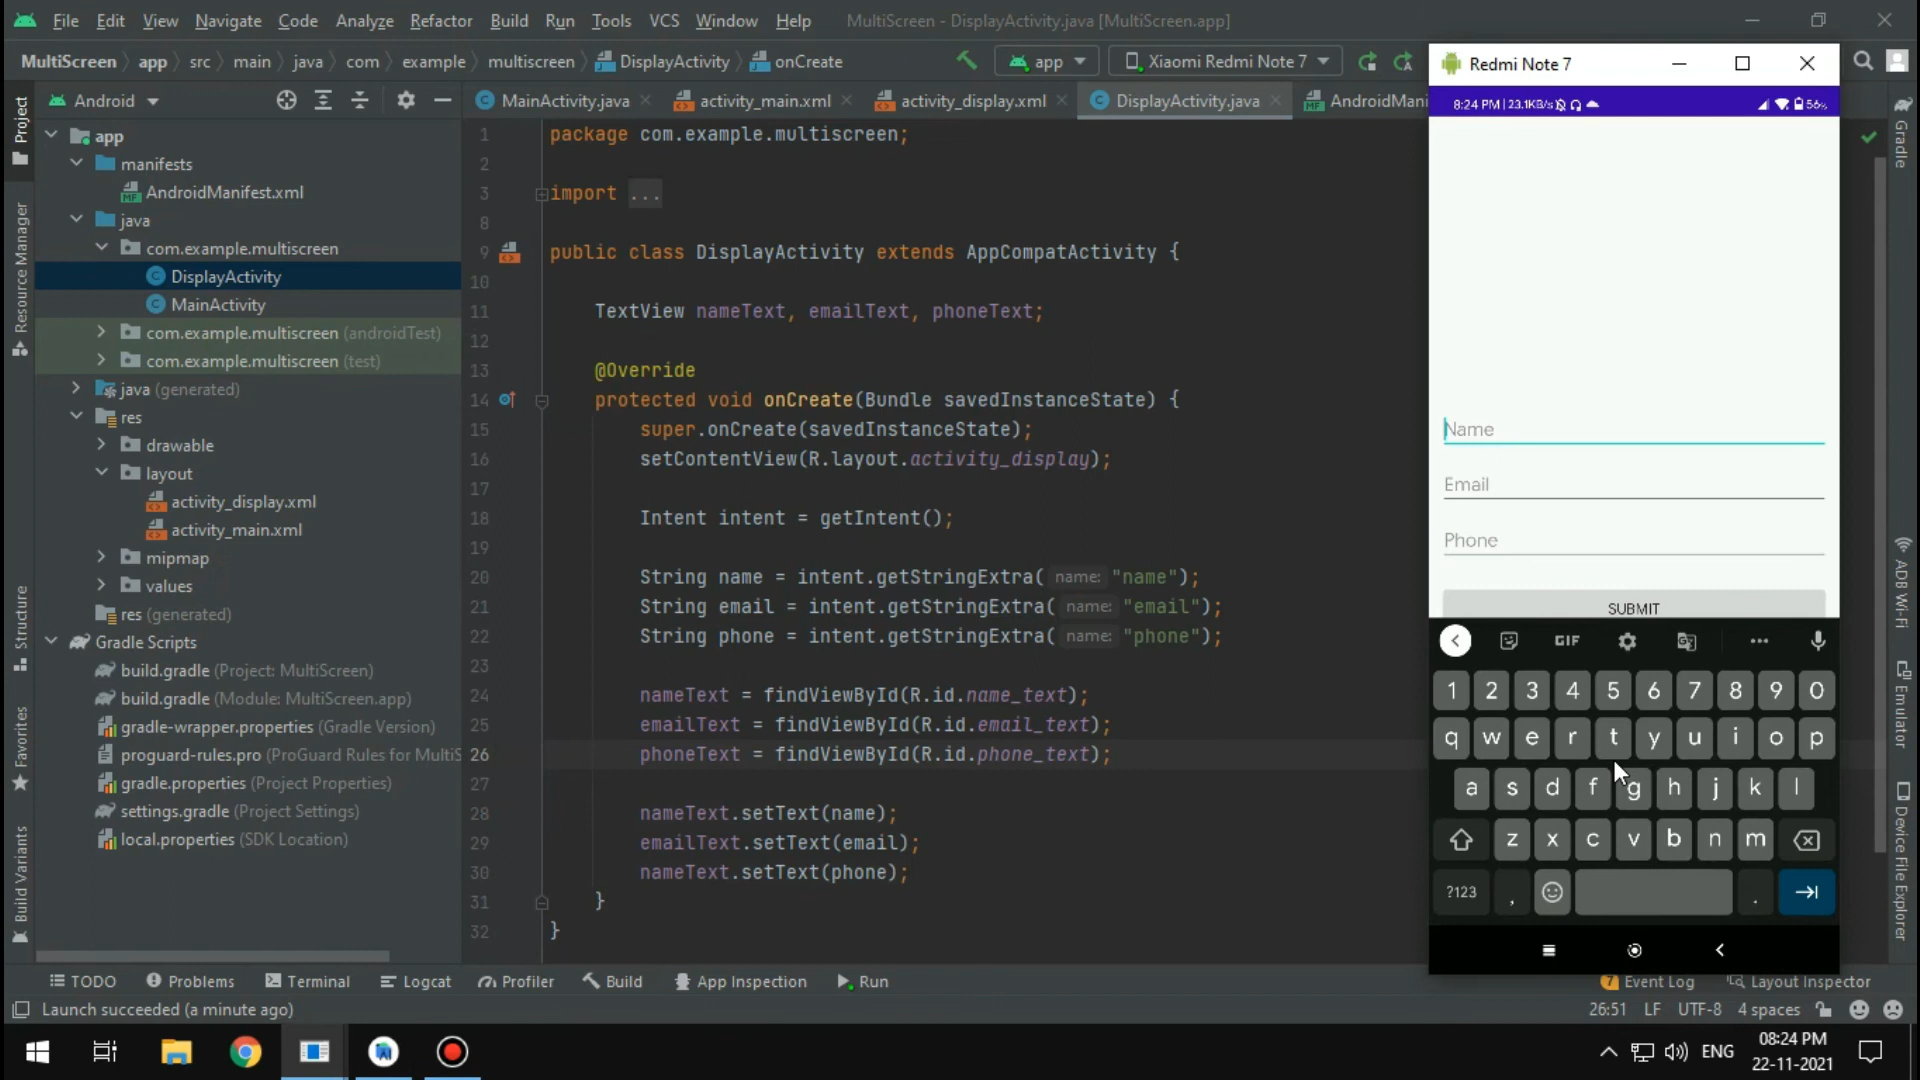 File Edit View Navigate Code Analyze Refactor Build Run Tools VCS Window Help MultiScreen - DisplayActivity.java [MultiScreen.app]
MultiScreen app src main java com example multiscreen DisplayActivity onCreate app Xiaomi Redmi Note 7
Android
MainActivity.java activity_main.xml activity_display.xml DisplayActivity.java AndroidMani
Project
Resource Manager
Structure
Favorites
Build Variants
app
manifests
AndroidManifest.xml
java
com.example.multiscreen
DisplayActivity
MainActivity
com.example.multiscreen (androidTest)
com.example.multiscreen (test)
java (generated)
res
drawable
layout
activity_display.xml
activity_main.xml
mipmap
values
res (generated)
Gradle Scripts
build.gradle (Project: MultiScreen)
build.gradle (Module: MultiScreen.app)
gradle-wrapper.properties (Gradle Version)
proguard-rules.pro (ProGuard Rules for MultiS
gradle.properties (Project Properties)
settings.gradle (Project Settings)
local.properties (SDK Location)
1 package com.example.multiscreen;
2
3 import ...
8
9 public class DisplayActivity extends AppCompatActivity {
10
11 TextView nameText, emailText, phoneText;
12
13 @Override
14 protected void onCreate(Bundle savedInstanceState) {
15 super.onCreate(savedInstanceState);
16 setContentView(R.layout.activity_display);
17
18 Intent intent = getIntent();
19
20 String name = intent.getStringExtra( name: "name");
21 String email = intent.getStringExtra( name: "email");
22 String phone = intent.getStringExtra( name: "phone");
23
24 nameText = findViewById(R.id.name_text);
25 emailText = findViewById(R.id.email_text);
26 phoneText = findViewById(R.id.phone_text);
27
28 nameText.setText(name);
29 emailText.setText(email);
30 nameText.setText(phone);
31 }
32 }
Redmi Note 7
8:24 PM | 23.1KB/s 56%
Name
Email
Phone
SUBMIT
GIF
1 2 3 4 5 6 7 8 9 0
q w e r t y u i o p
a s d f g h j k l
z x c v b n m
?123 , .
Gradle
ADB Wi-Fi
Emulator
Device File Explorer
TODO Problems Terminal Logcat Profiler Build App Inspection Run 7 Event Log Layout Inspector
Launch succeeded (a minute ago) 26:51 LF UTF-8 4 spaces
ENG 08:24 PM
22-11-2021